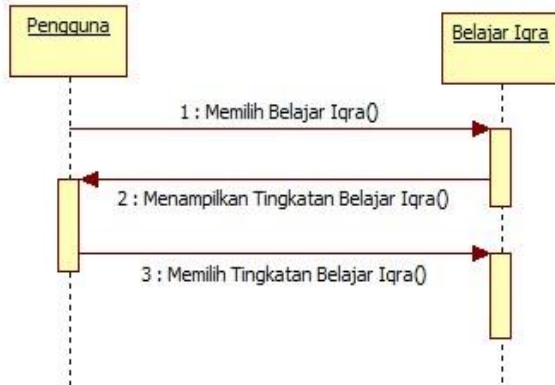 Pengguna
Belajar Iqra
1 : Memilih Belajar Iqra()
2 : Menampilkan Tingkatan Belajar Iqra()
3 : Memilih Tingkatan Belajar Iqra()